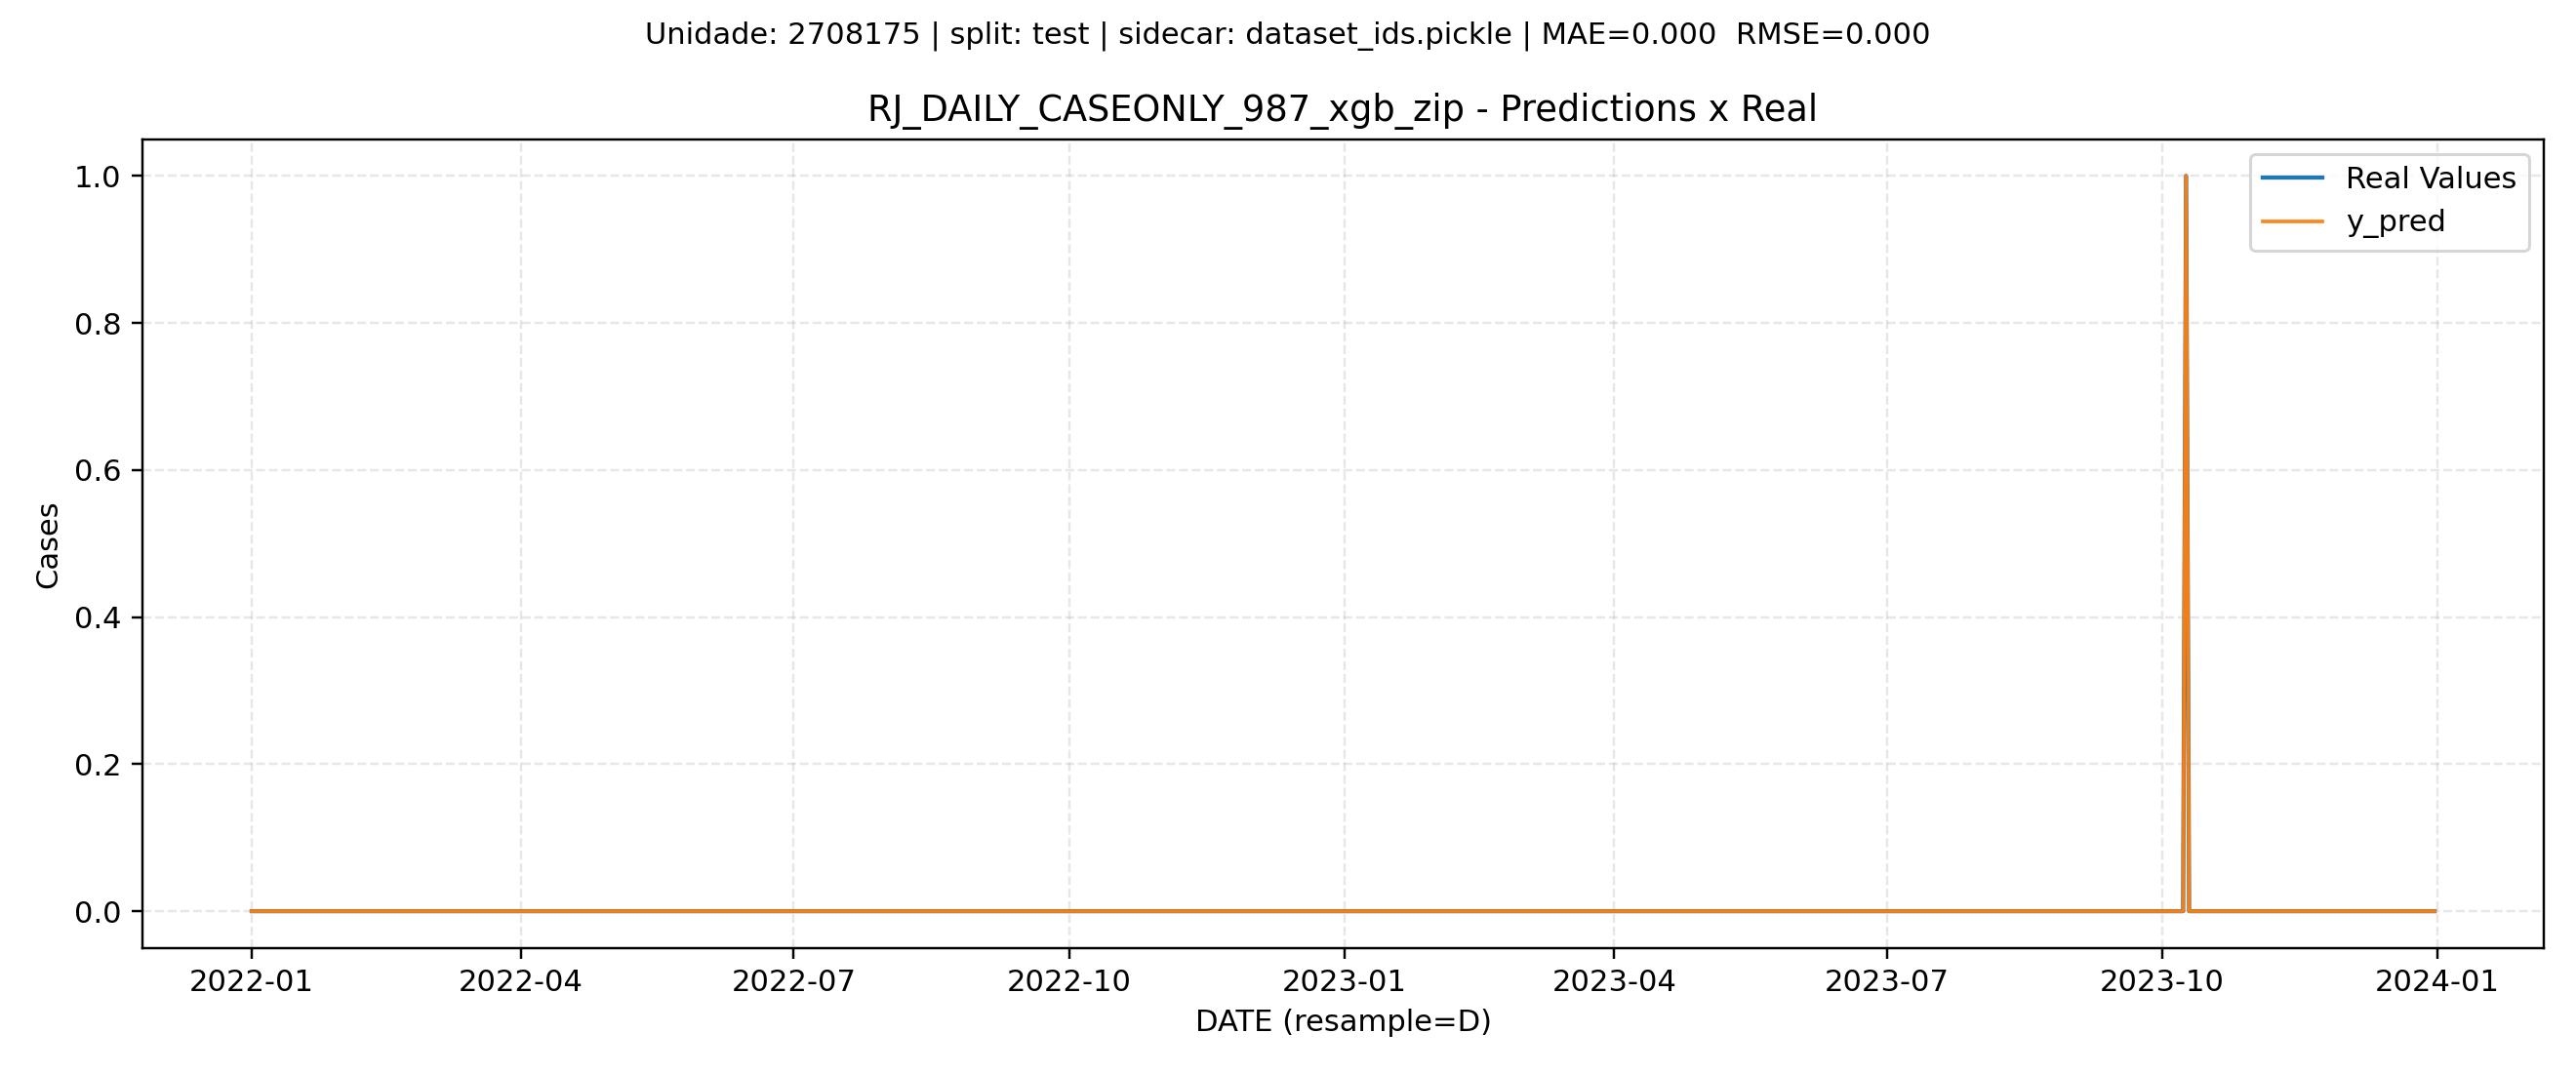 Unidade: 2708175 | split: test | sidecar: dataset_ids.pickle | MAE=0.000  RMSE=0.000
RJ_DAILY_CASEONLY_987_xgb_zip - Predictions x Real
Real Values
y_pred
1.0
0.8
0.6
0.4
0.2
0.0
Cases
2022-01 2022-04 2022-07 2022-10 2023-01 2023-04 2023-07 2023-10 2024-01
DATE (resample=D)